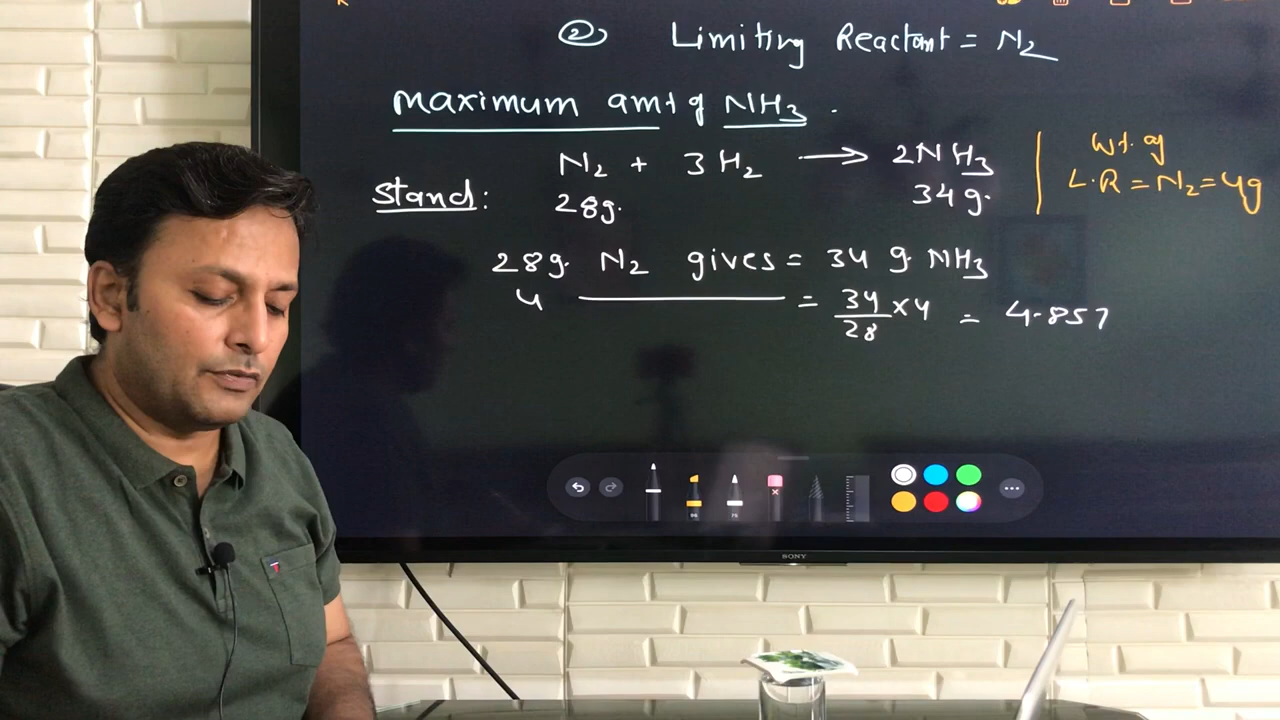 ② Limiting Reactant = N₂
maximum amt of NH₃.
N₂ + 3H₂ → 2NH₃
Stand: 28g. 34g.
Wt. of
L.R = N₂ = 4g
28g. N₂ gives = 34 g. NH₃
4 ——— = 34/28 × 4 = 4.857
SONY